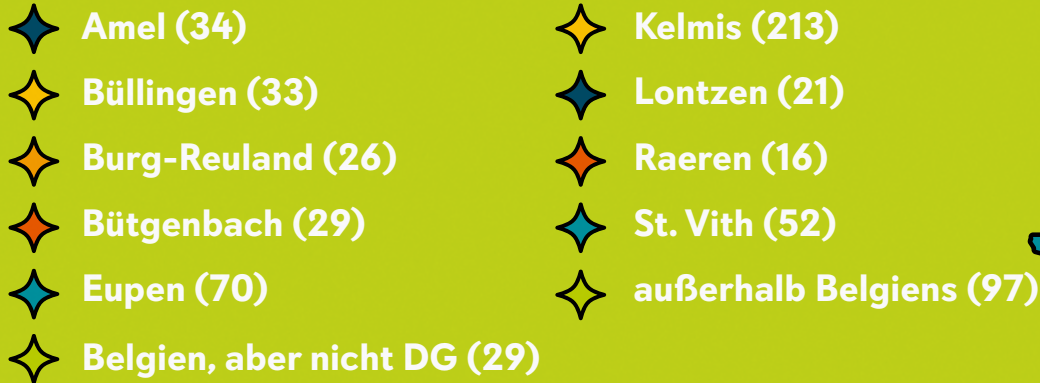 Amel (34)
Büllingen (33)
Burg-Reuland (26)
Bütgenbach (29)
Eupen (70)
Belgien, aber nicht DG (29)
Kelmis (213)
Lontzen (21)
Raeren (16)
St. Vith (52)
außerhalb Belgiens (97)